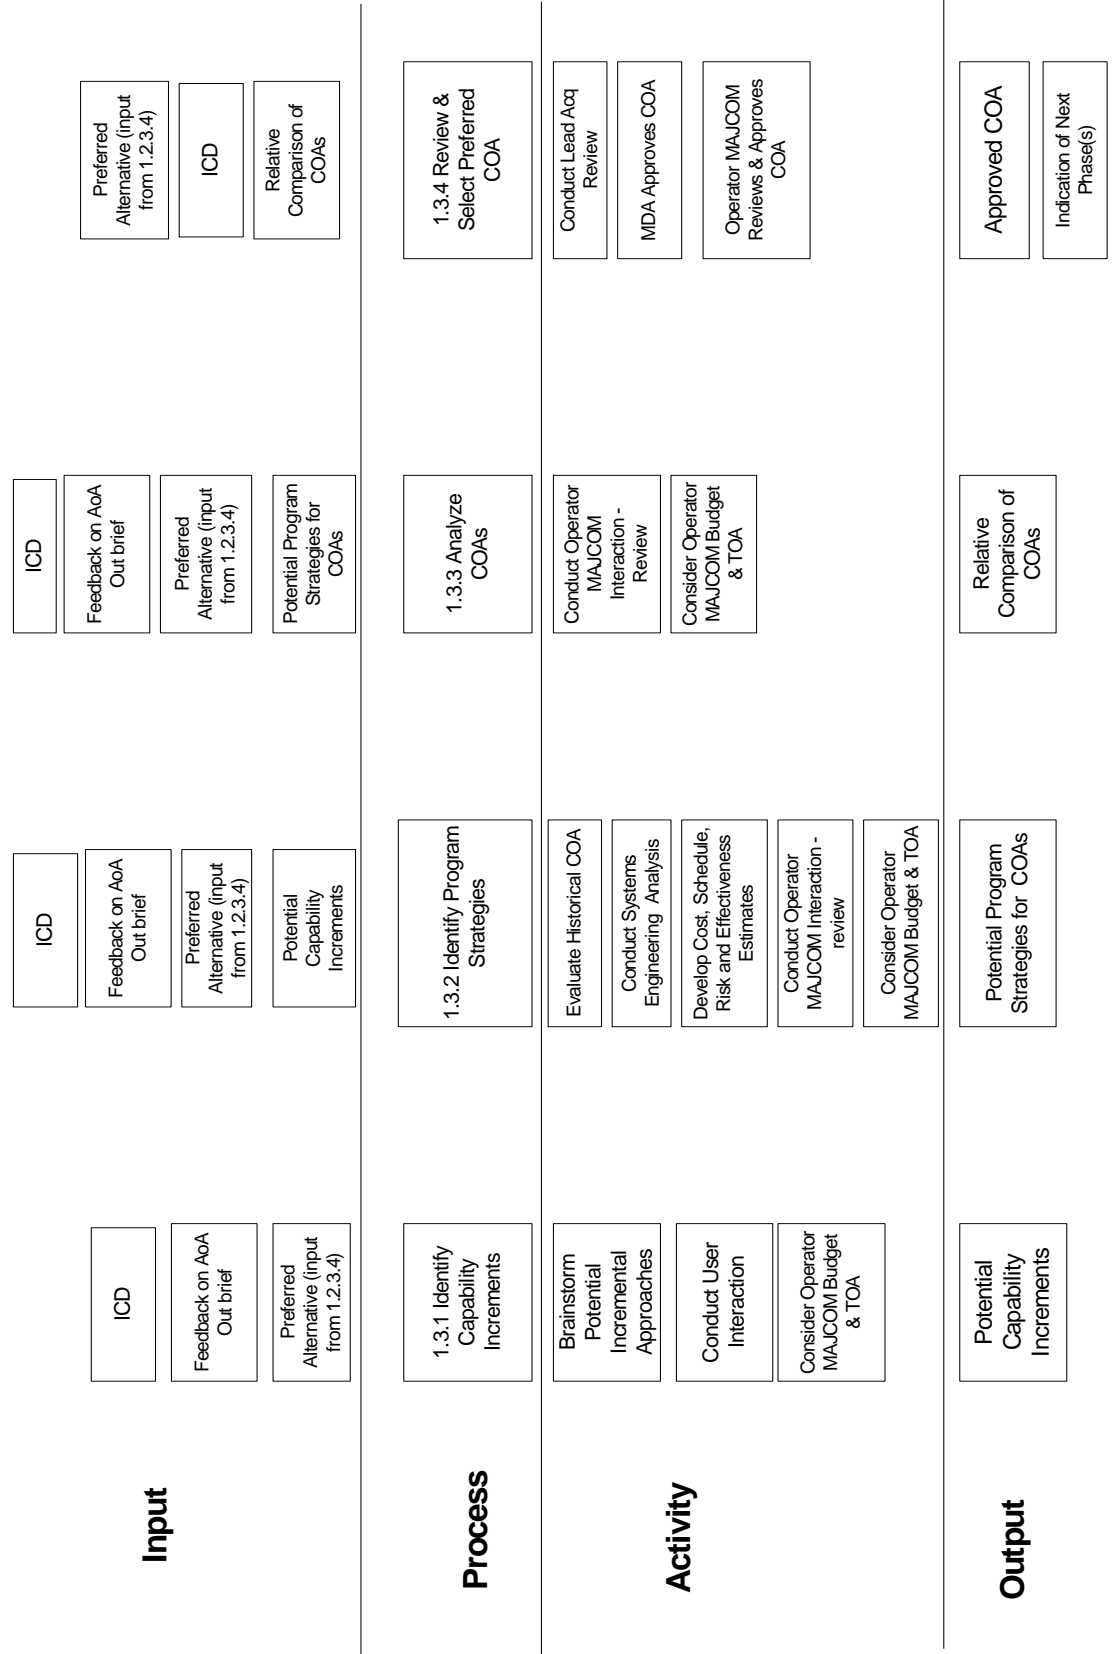 Input
ICD
Feedback on AoA
Out brief
Preferred
Alternative (input
from 1.2.3.4)
ICD
Feedback on AoA
Out brief
Preferred
Alternative (input
from 1.2.3.4)
Potential
Capability
Increments
ICD
Feedback on AoA
Out brief
Preferred
Alternative (input
from 1.2.3.4)
Potential Program
Strategies for
COAs
Preferred
Alternative (input
from 1.2.3.4)
ICD
Relative
Comparison of
COAs
Process
1.3.1 Identify
Capability
Increments
1.3.2 Identify Program
Strategies
1.3.3 Analyze
COAs
1.3.4 Review &
Select Preferred
COA
Activity
Brainstorm
Potential
Incremental
Approaches
Conduct User
Interaction
Consider Operator
MAJCOM Budget
& TOA
Evaluate Historical COA
Conduct Systems
Engineering Analysis
Develop Cost, Schedule,
Risk and Effectiveness
Estimates
Conduct Operator
MAJCOM Interaction -
review
Consider Operator
MAJCOM Budget & TOA
Conduct Operator
MAJCOM
Interaction -
Review
Consider Operator
MAJCOM Budget
& TOA
Conduct Lead Acq
Review
MDA Approves COA
Operator MAJCOM
Reviews & Approves
COA
Output
Potential
Capability
Increments
Potential Program
Strategies for COAs
Relative
Comparison of
COAs
Approved COA
Indication of Next
Phase(s)